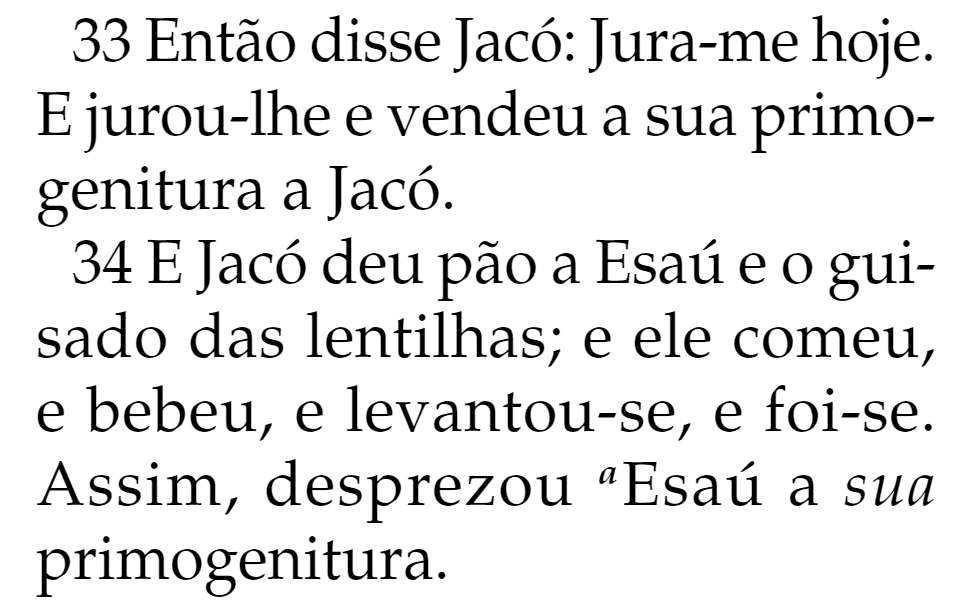 33 Então disse Jacó: Jura-me hoje.
E jurou-lhe e vendeu a sua primo-
genitura a Jacó.
34 E Jacó deu pão a Esaú e o gui-
sado das lentilhas; e ele comeu,
e bebeu, e levantou-se, e foi-se.
Assim, desprezou ᵃEsaú a sua
primogenitura.